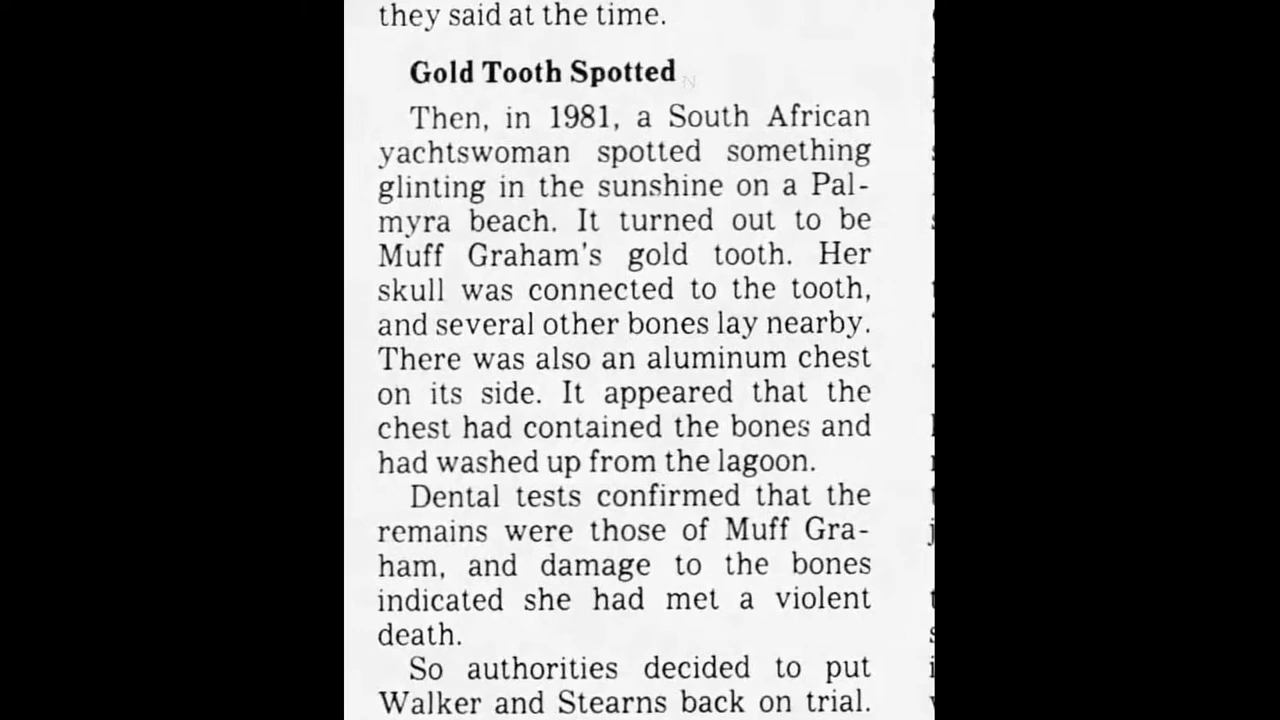 they said at the time.
Gold Tooth Spotted
Then, in 1981, a South African
yachtswoman spotted something
glinting in the sunshine on a Pal-
myra beach. It turned out to be
Muff Graham's gold tooth. Her
skull was connected to the tooth,
and several other bones lay nearby.
There was also an aluminum chest
on its side. It appeared that the
chest had contained the bones and
had washed up from the lagoon.
Dental tests confirmed that the
remains were those of Muff Gra-
ham, and damage to the bones
indicated she had met a violent
death.
So authorities decided to put
Walker and Stearns back on trial.